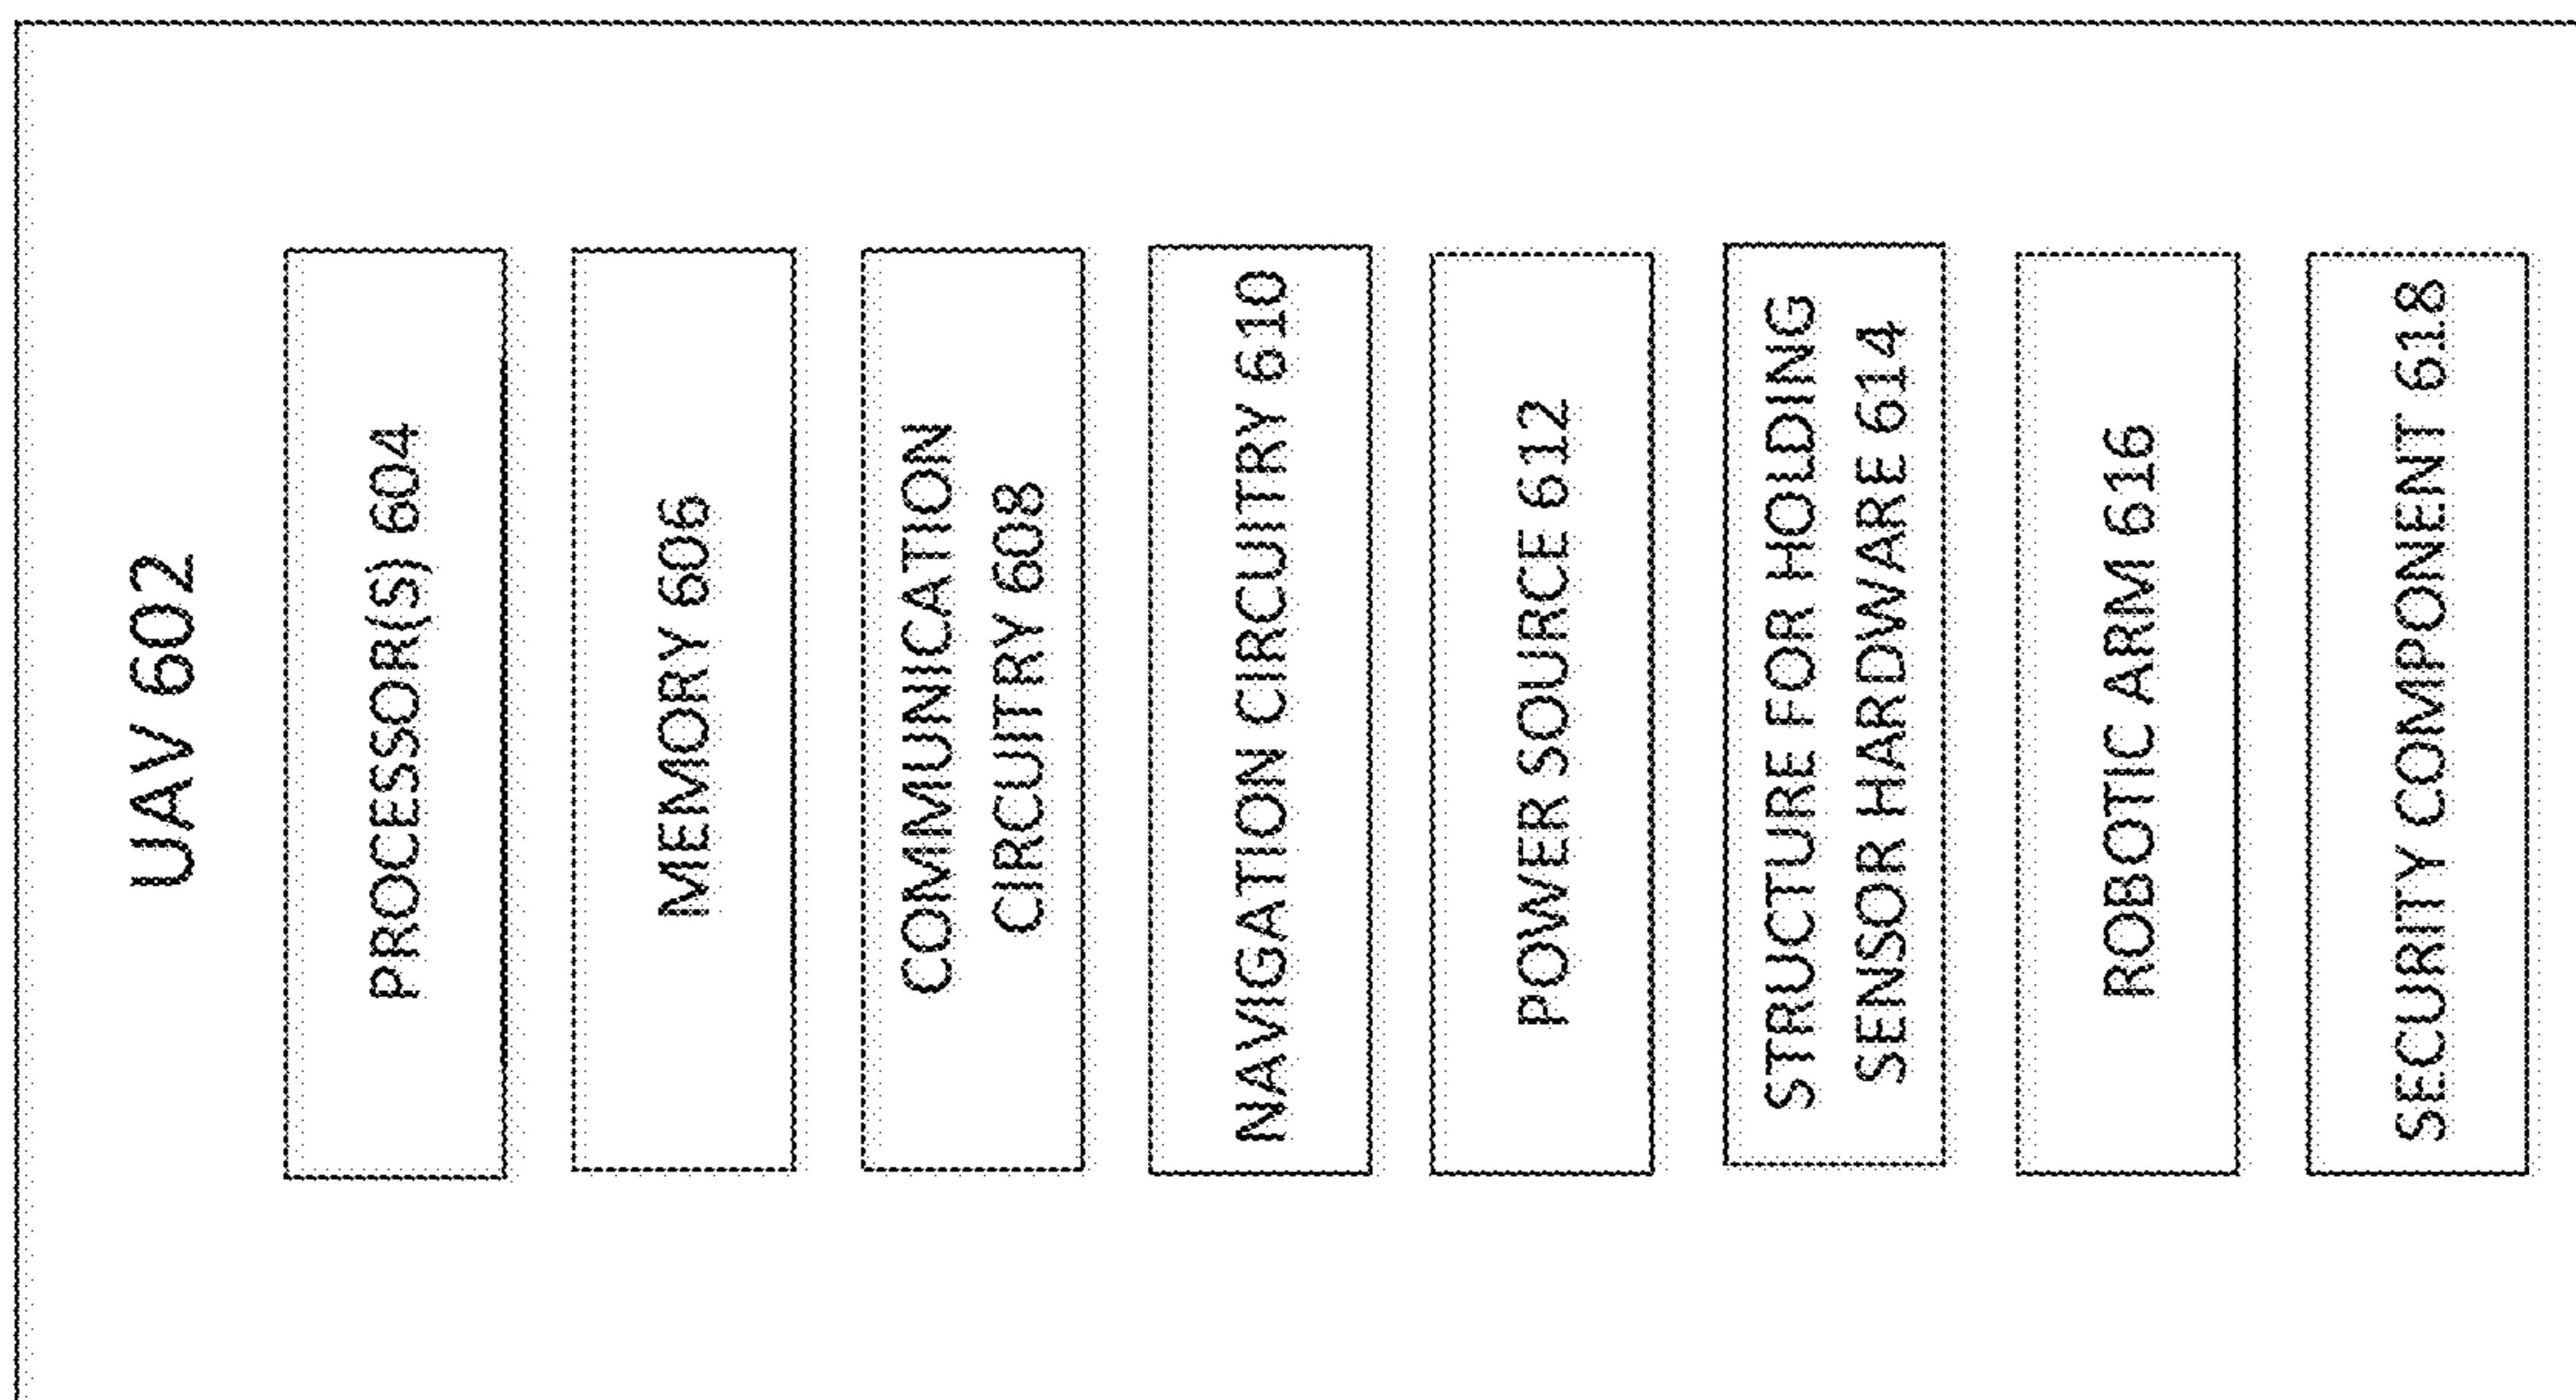 UAV 602
PROCESSOR(S) 604
MEMORY 606
COMMUNICATION
CIRCUITRY 608
NAVIGATION CIRCUITRY 610
POWER SOURCE 612
STRUCTURE FOR HOLDING
SENSOR HARDWARE 614
ROBOTIC ARM 616
SECURITY COMPONENT 618